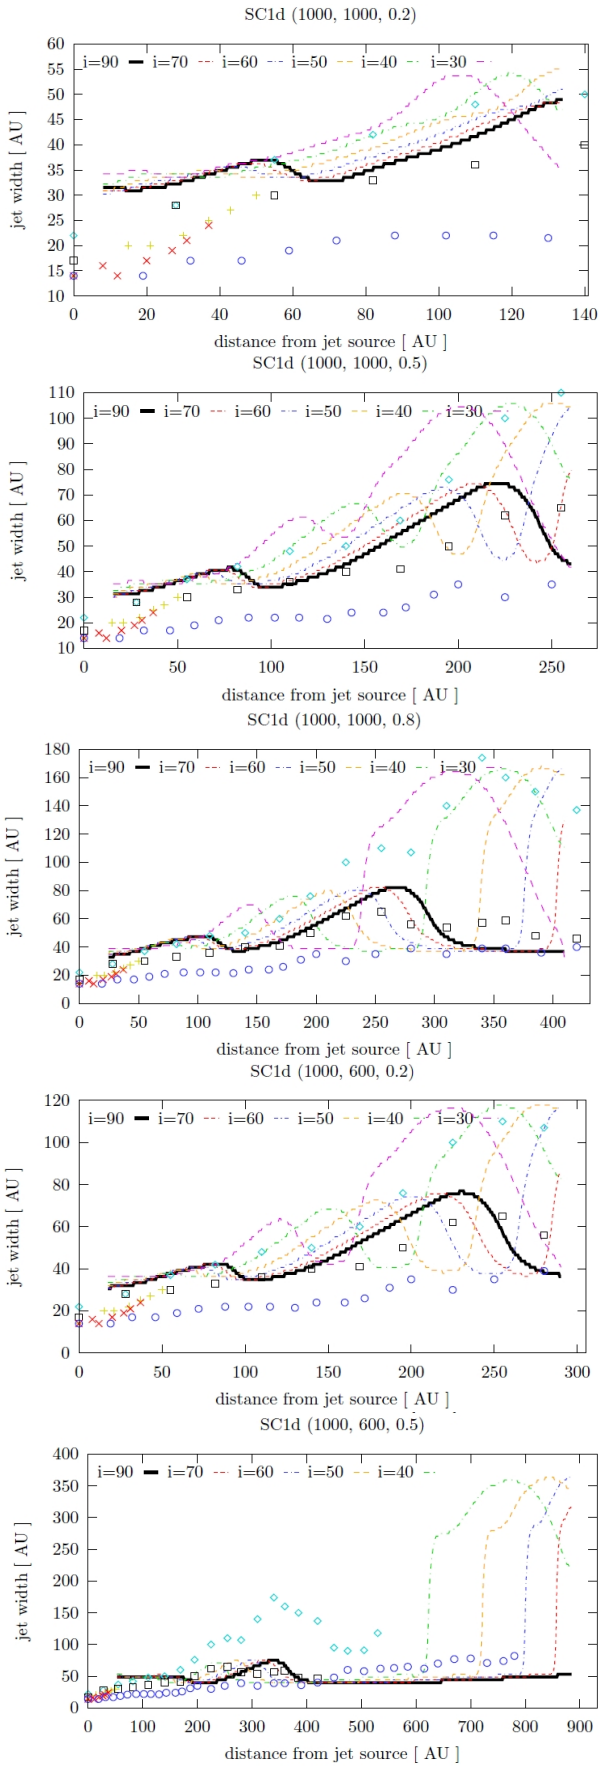 SC1d (1000, 1000, 0.2)
60
55
50
45
40
35
30
25
20
15
10
i=90 i=70 i=60 i=50 i=40 i=30
jet width [ AU ]
0 20 40 60 80 100 120 140
distance from jet source [ AU ]
SC1d (1000, 1000, 0.5)
110
100
90
80
70
60
50
40
30
20
10
i=90 i=70 i=60 i=50 i=40 i=30
jet width [ AU ]
0 50 100 150 200 250
distance from jet source [ AU ]
SC1d (1000, 1000, 0.8)
180
160
140
120
100
80
60
40
20
0
i=90 i=70 i=60 i=50 i=40 i=30
jet width [ AU ]
0 50 100 150 200 250 300 350 400
distance from jet source [ AU ]
SC1d (1000, 600, 0.2)
120
100
80
60
40
20
0
i=90 i=70 i=60 i=50 i=40 i=30
jet width [ AU ]
0 50 100 150 200 250 300
distance from jet source [ AU ]
SC1d (1000, 600, 0.5)
400
350
300
250
200
150
100
50
0
i=90 i=70 i=60 i=50 i=40
jet width [ AU ]
0 100 200 300 400 500 600 700 800 900
distance from jet source [ AU ]